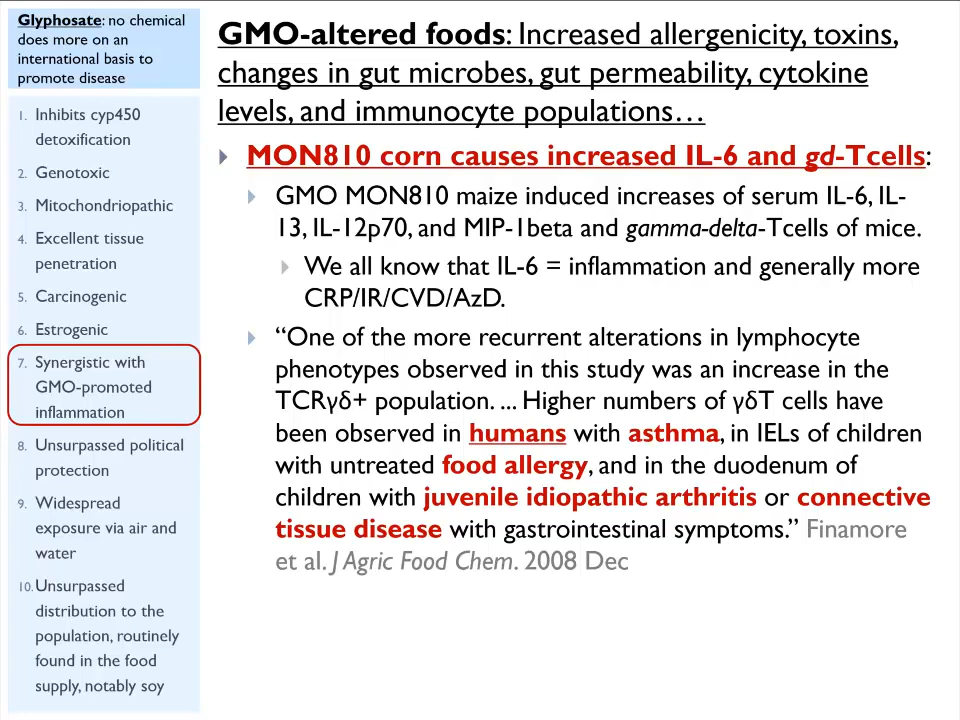 Glyphosate: no chemical
does more on an
international basis to
promote disease
1. Inhibits cyp450
detoxification
2. Genotoxic
3. Mitochondriopathic
4. Excellent tissue
penetration
5. Carcinogenic
6. Estrogenic
7. Synergistic with
GMO-promoted
inflammation
8. Unsurpassed political
protection
9. Widespread
exposure via air and
water
10. Unsurpassed
distribution to the
population, routinely
found in the food
supply, notably soy
GMO-altered foods: Increased allergenicity, toxins,
changes in gut microbes, gut permeability, cytokine
levels, and immunocyte populations…
MON810 corn causes increased IL-6 and gd-Tcells:
GMO MON810 maize induced increases of serum IL-6, IL-
13, IL-12p70, and MIP-1beta and gamma-delta-Tcells of mice.
We all know that IL-6 = inflammation and generally more
CRP/IR/CVD/AzD.
“One of the more recurrent alterations in lymphocyte
phenotypes observed in this study was an increase in the
TCRγδ+ population. ... Higher numbers of γδT cells have
been observed in humans with asthma, in IELs of children
with untreated food allergy, and in the duodenum of
children with juvenile idiopathic arthritis or connective
tissue disease with gastrointestinal symptoms.” Finamore
et al. J Agric Food Chem. 2008 Dec